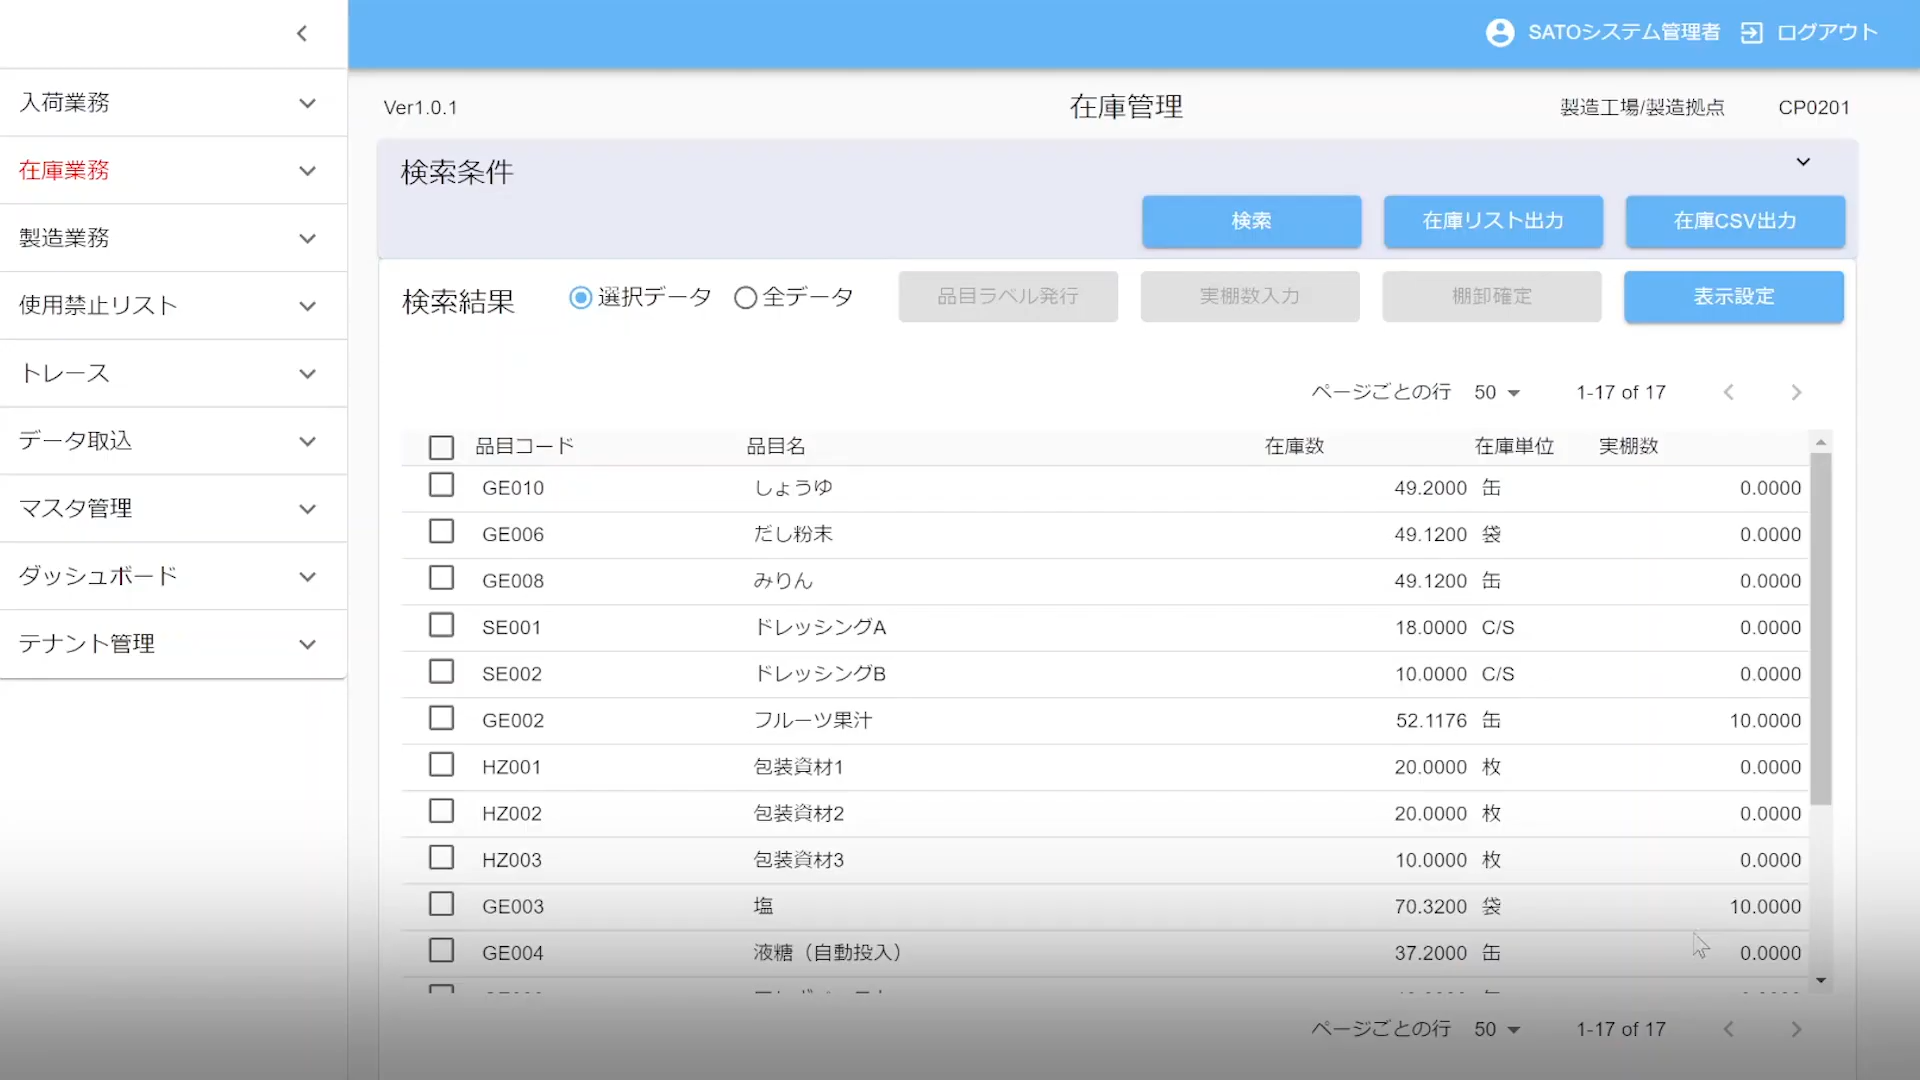 SATOシステム管理者 ログアウト
入荷業務
在庫業務
製造業務
使用禁止リスト
トレース
データ取込
マスタ管理
ダッシュボード
テナント管理
Ver1.0.1 在庫管理 製造工場/製造拠点 CP0201
検索条件
検索 在庫リスト出力 在庫CSV出力
検索結果 選択データ 全データ 品目ラベル発行 実棚数入力 棚卸確定 表示設定
ページごとの行 50 1-17 of 17
品目コード 品目名 在庫数 在庫単位 実棚数
GE010 しょうゆ 49.2000 缶 0.0000
GE006 だし粉末 49.1200 袋 0.0000
GE008 みりん 49.1200 缶 0.0000
SE001 ドレッシングA 18.0000 C/S 0.0000
SE002 ドレッシングB 10.0000 C/S 0.0000
GE002 フルーツ果汁 52.1176 缶 10.0000
HZ001 包装資材1 20.0000 枚 0.0000
HZ002 包装資材2 20.0000 枚 0.0000
HZ003 包装資材3 10.0000 枚 0.0000
GE003 塩 70.3200 袋 10.0000
GE004 液糖（自動投入） 37.2000 缶 0.0000
ページごとの行 50 1-17 of 17